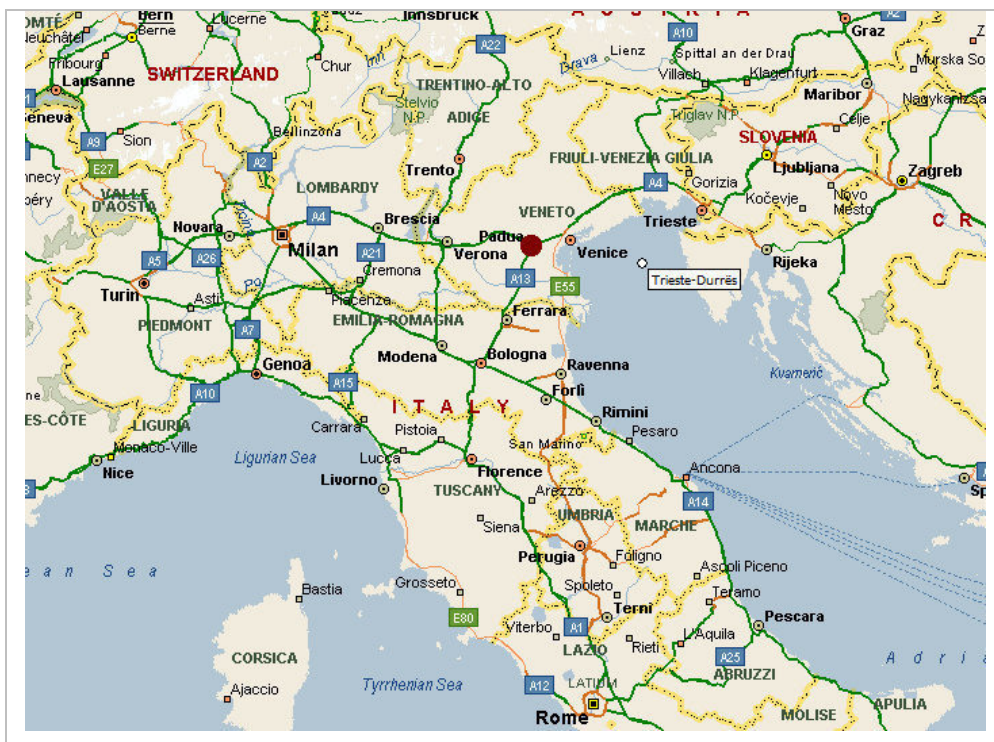 COMTÉ
Bern
Berne
Lucerne
Innsbruck
A U S T R I A
A2
Graz
Neuchâtel
Fribourg
Lausanne
SWITZERLAND
Chur
Inn
A22
Drava
Lienz
A10
Spittal an der Drau
Villach
Klagenfurt
Murska So
Maribor
Nagykanizsa
Geneva
A9
Sion
Bellinzona
Stelvio
N.P.
TRENTINO-ALTO
ADIGE
Triglav N.P.
SLOVENIA
Celje
E27
A2
Trento
FRIULI-VENEZIA GIULIA
Ljubljana
Zagreb
VALLE
D'AOSTA
LOMBARDY
A4
Gorizia
Kočevje
Novo
Mesto
Novara
Ticino
A4
Brescia
VENETO
Trieste
C R
Milan
Padua
Verona
Venice
Rijeka
A5
A26
A21
Cremona
A13
Trieste-Durrës
Turin
Asti
Po
Piacenza
E55
PIEDMONT
EMILIA-ROMAGNA
Ferrara
A7
Modena
Bologna
Genoa
Ravenna
Kvarnerić
A10
A15
Forlì
ES-CÔTE
LIGURIA
I T A L Y
Rimini
Carrara
Pistoia
San Marino
Pesaro
Monaco-Ville
Nice
Ligurian Sea
Lucca
Florence
Ancona
Livorno
TUSCANY
Arezzo
A14
Sp
Siena
UMBRIA
MARCHE
Perugia
Foligno
e a n S e a
Bastia
Grosseto
Spoleto
Ascoli Piceno
Teramo
E80
Terni
Pescara
Viterbo
A1
Rieti
L'Aquila
CORSICA
LAZIO
A25
A d r i a
Ajaccio
Tyrrhenian Sea
A12
LATIUM
ABRUZZI
Rome
MOLISE
APULIA